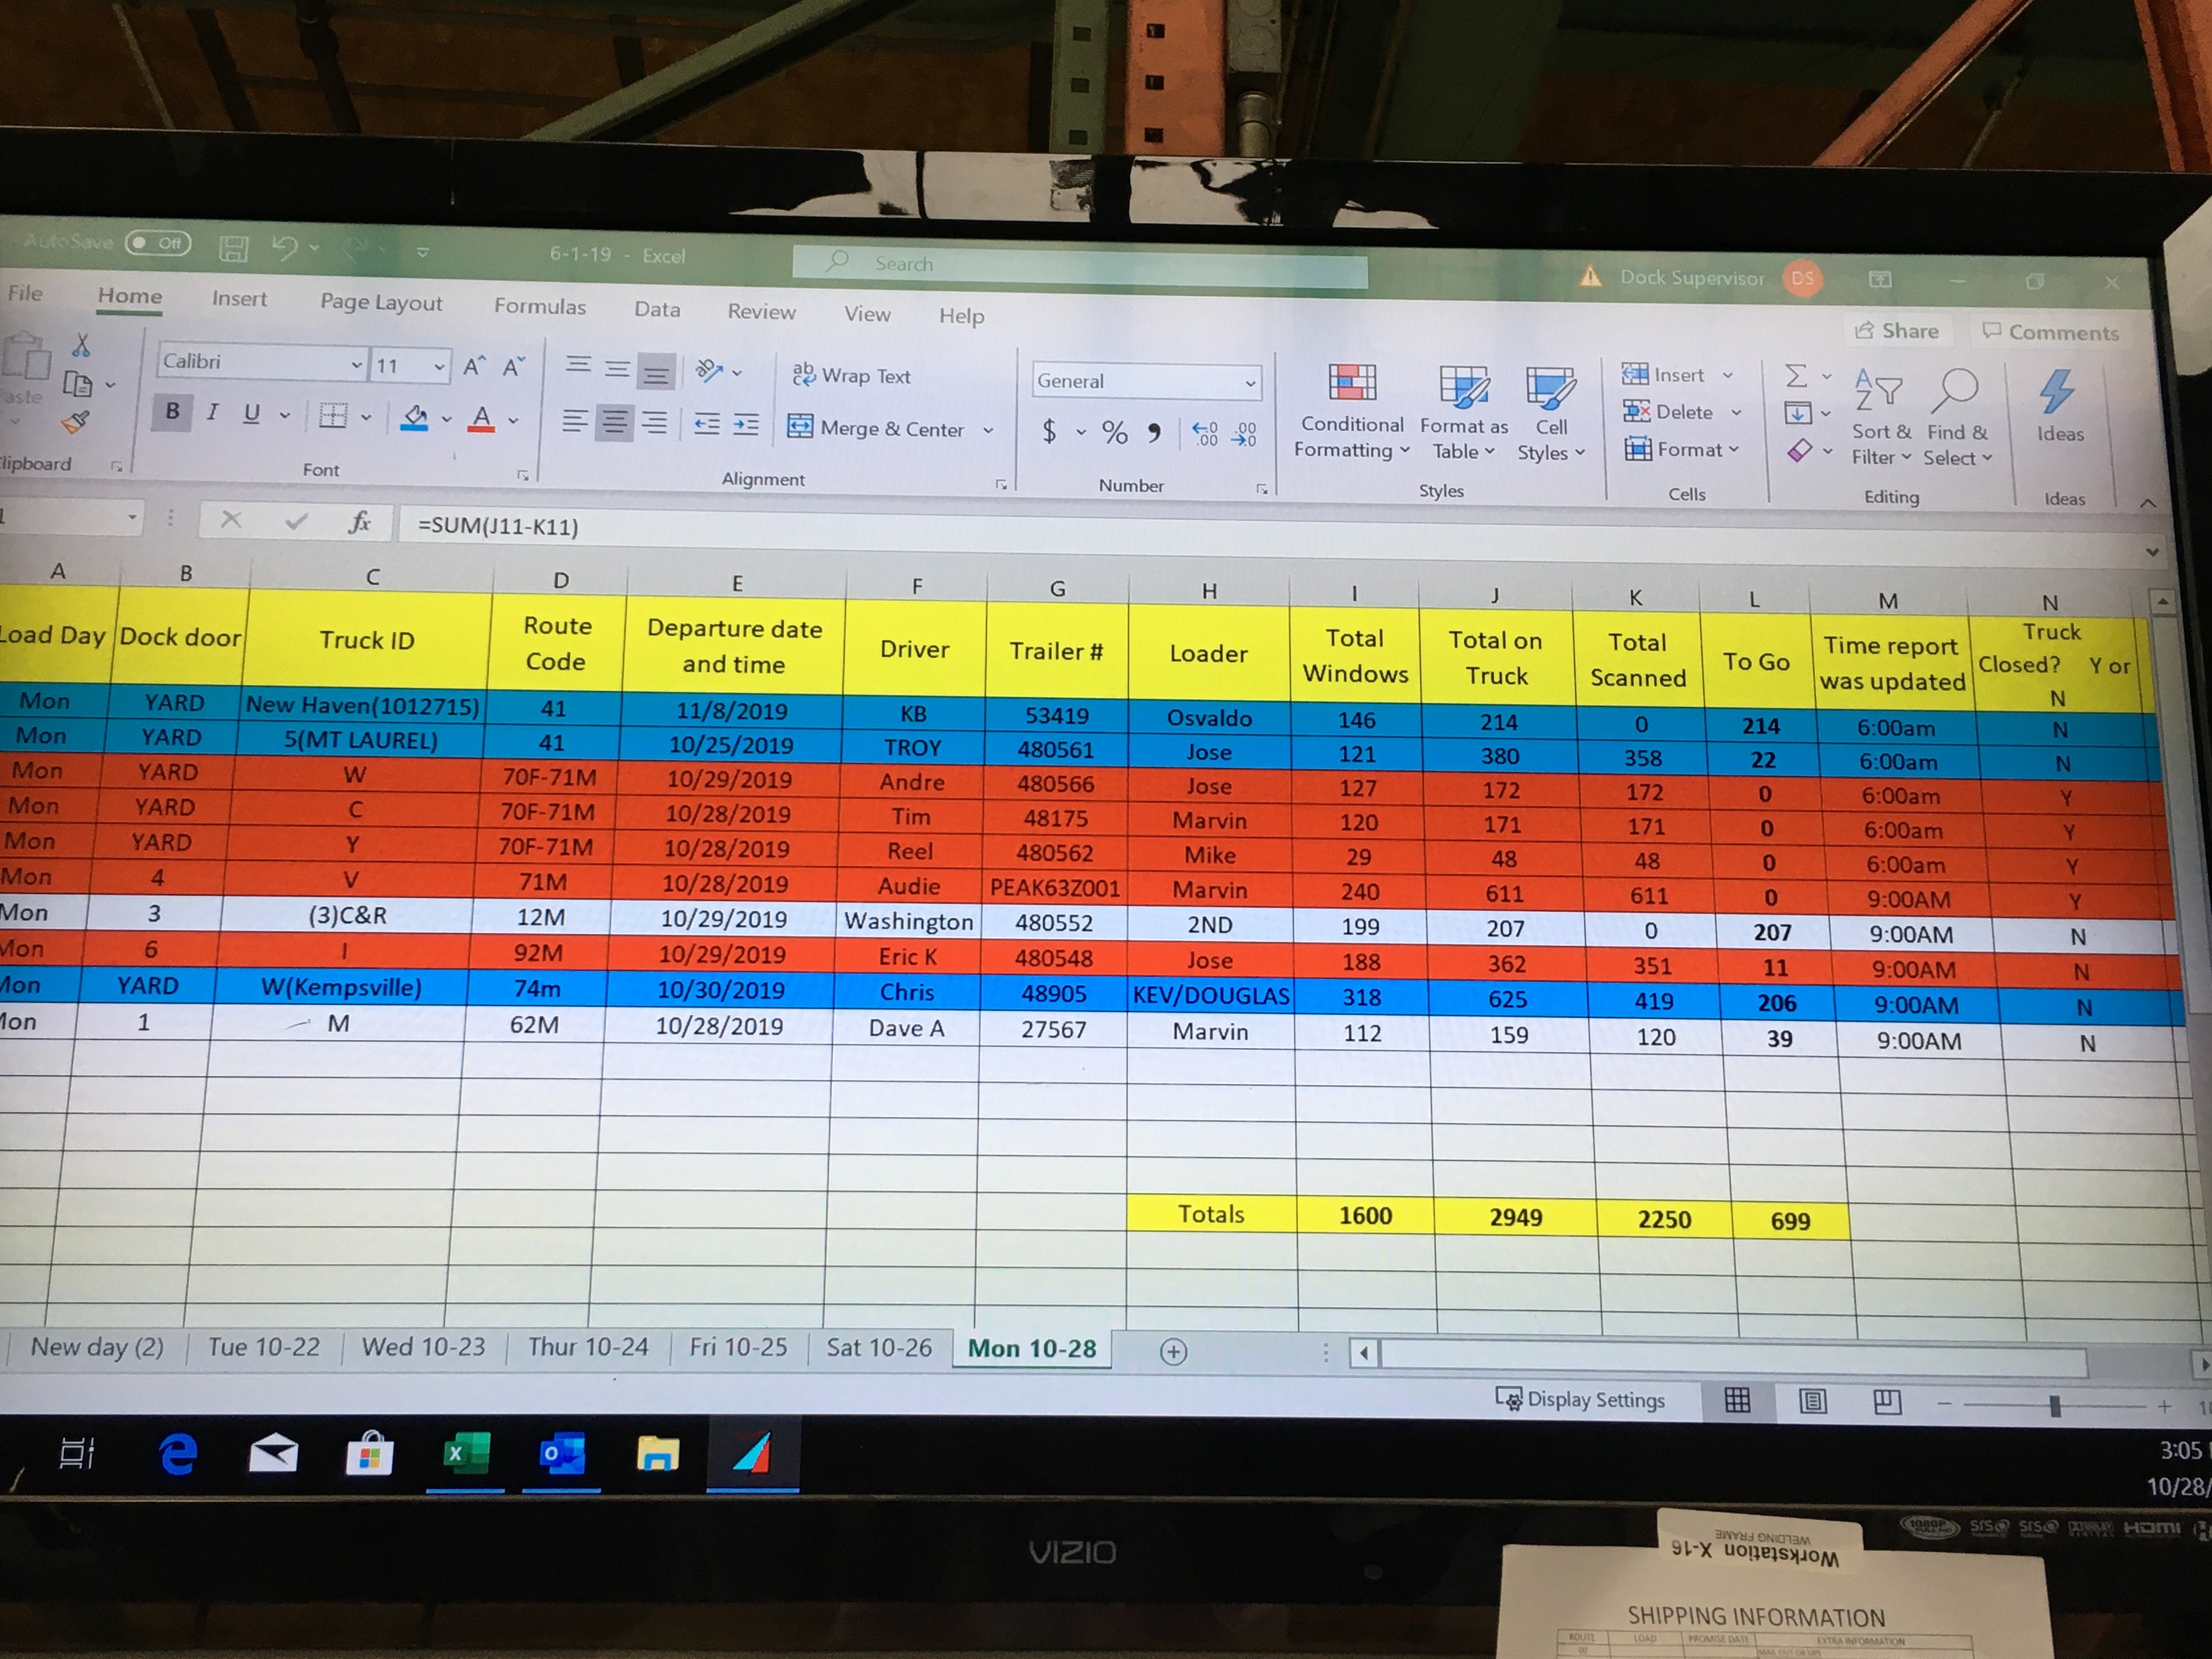 AutoSave Off 6-1-19 - Excel Search Dock Supervisor DS
File Home Insert Page Layout Formulas Data Review View Help Share Comments
Calibri 11 Wrap Text General Insert
Conditional Formatting Format as Table Cell Styles Delete Sort & Filter Find & Select Ideas
Merge & Center $ % Format
Font Alignment Number Styles Cells Editing Ideas
fx =SUM(J11-K11)
A B C D E F G H I J K L M N
Load Day Dock door Truck ID Route Code Departure date and time Driver Trailer # Loader Total Windows Total on Truck Total Scanned To Go Time report was updated Truck Closed? Y or N
Mon YARD New Haven(1012715) 41 11/8/2019 KB 53419 Osvaldo 146 214 0 214 6:00am N
Mon YARD 5(MT LAUREL) 41 10/25/2019 TROY 480561 Jose 121 380 358 22 6:00am N
Mon YARD W 70F-71M 10/29/2019 Andre 480566 Jose 127 172 172 0 6:00am Y
Mon YARD C 70F-71M 10/28/2019 Tim 48175 Marvin 120 171 171 0 6:00am Y
Mon YARD Y 70F-71M 10/28/2019 Reel 480562 Mike 29 48 48 0 6:00am Y
Mon 4 V 71M 10/28/2019 Audie PEAK63Z001 Marvin 240 611 611 0 9:00AM Y
Mon 3 (3)C&R 12M 10/29/2019 Washington 480552 2ND 199 207 0 207 9:00AM N
Mon 6 I 92M 10/29/2019 Eric K 480548 Jose 188 362 351 11 9:00AM N
Mon YARD W(Kempsville) 74m 10/30/2019 Chris 48905 KEV/DOUGLAS 318 625 419 206 9:00AM N
Mon 1 M 62M 10/28/2019 Dave A 27567 Marvin 112 159 120 39 9:00AM N
Totals 1600 2949 2250 699
New day (2) Tue 10-22 Wed 10-23 Thur 10-24 Fri 10-25 Sat 10-26 Mon 10-28
Display Settings
3:05
10/28/
VIZIO
1080P SRS SRS HDMI
WELDING FRAME
Workstation X-16
SHIPPING INFORMATION
ROUTE LOAD PROMISE DATE EXTRA INFORMATION